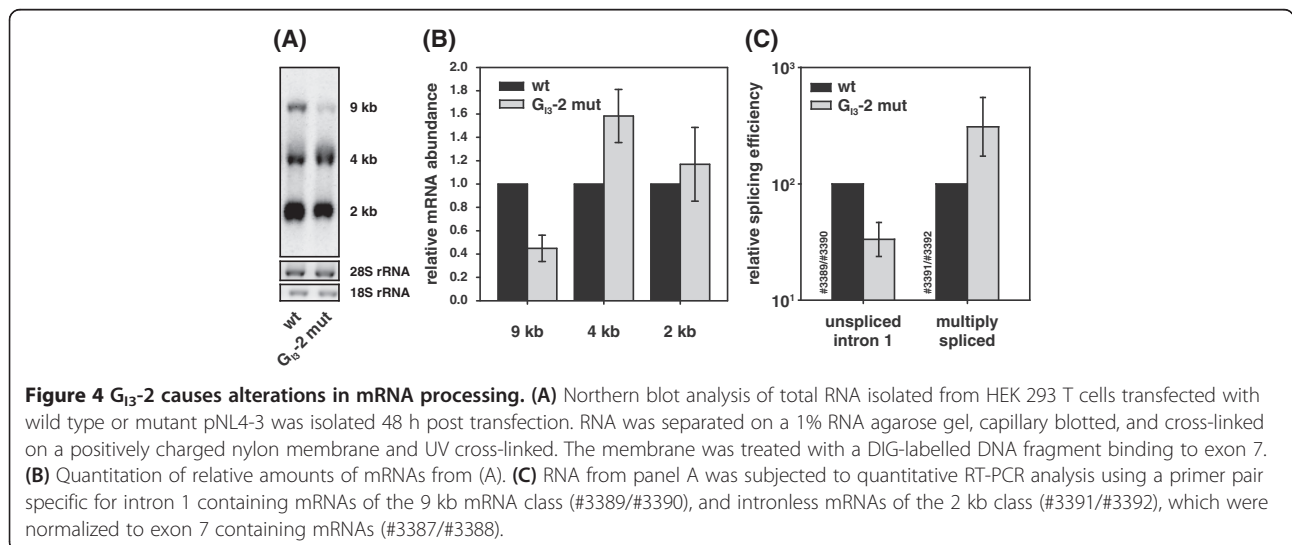 (A)
9 kb
4 kb
2 kb
28S rRNA
18S rRNA
wt
G_I3-2 mut
(B)
relative mRNA abundance
2.0
1.8
1.6
1.4
1.2
1.0
0.8
0.6
0.4
0.2
0.0
wt
G_I3-2 mut
9 kb
4 kb
2 kb
(C)
relative splicing efficiency
10³
10²
10¹
wt
G_I3-2 mut
#3389/#3390
#3391/#3392
unspliced
intron 1
multiply
spliced
Figure 4 G_I3-2 causes alterations in mRNA processing. (A) Northern blot analysis of total RNA isolated from HEK 293 T cells transfected with
wild type or mutant pNL4-3 was isolated 48 h post transfection. RNA was separated on a 1% RNA agarose gel, capillary blotted, and cross-linked
on a positively charged nylon membrane and UV cross-linked. The membrane was treated with a DIG-labelled DNA fragment binding to exon 7.
(B) Quantitation of relative amounts of mRNAs from (A). (C) RNA from panel A was subjected to quantitative RT-PCR analysis using a primer pair
specific for intron 1 containing mRNAs of the 9 kb mRNA class (#3389/#3390), and intronless mRNAs of the 2 kb class (#3391/#3392), which were
normalized to exon 7 containing mRNAs (#3387/#3388).